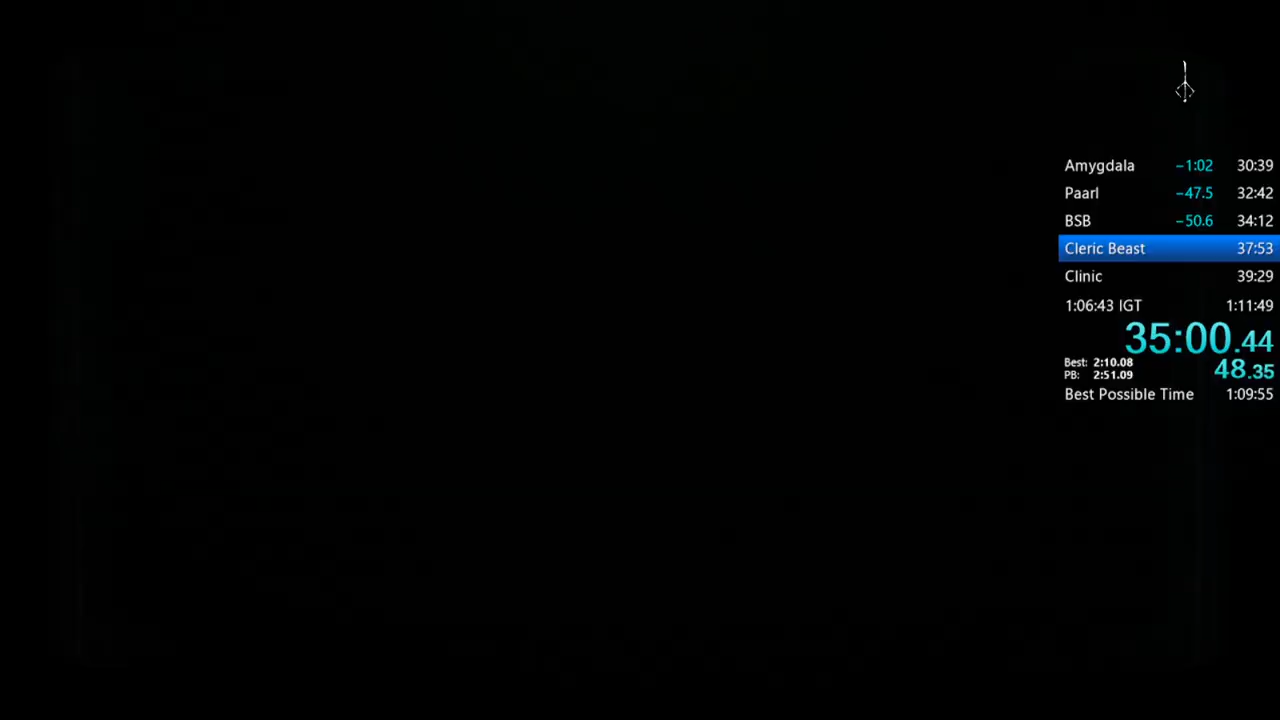 Amygdala −1:02 30:39
Paarl −47.5 32:42
BSB −50.6 34:12
Cleric Beast 37:53
Clinic 39:29
1:06:43 IGT 1:11:49
35:00.44
Best: 2:10.08
PB: 2:51.09
48.35
Best Possible Time 1:09:55